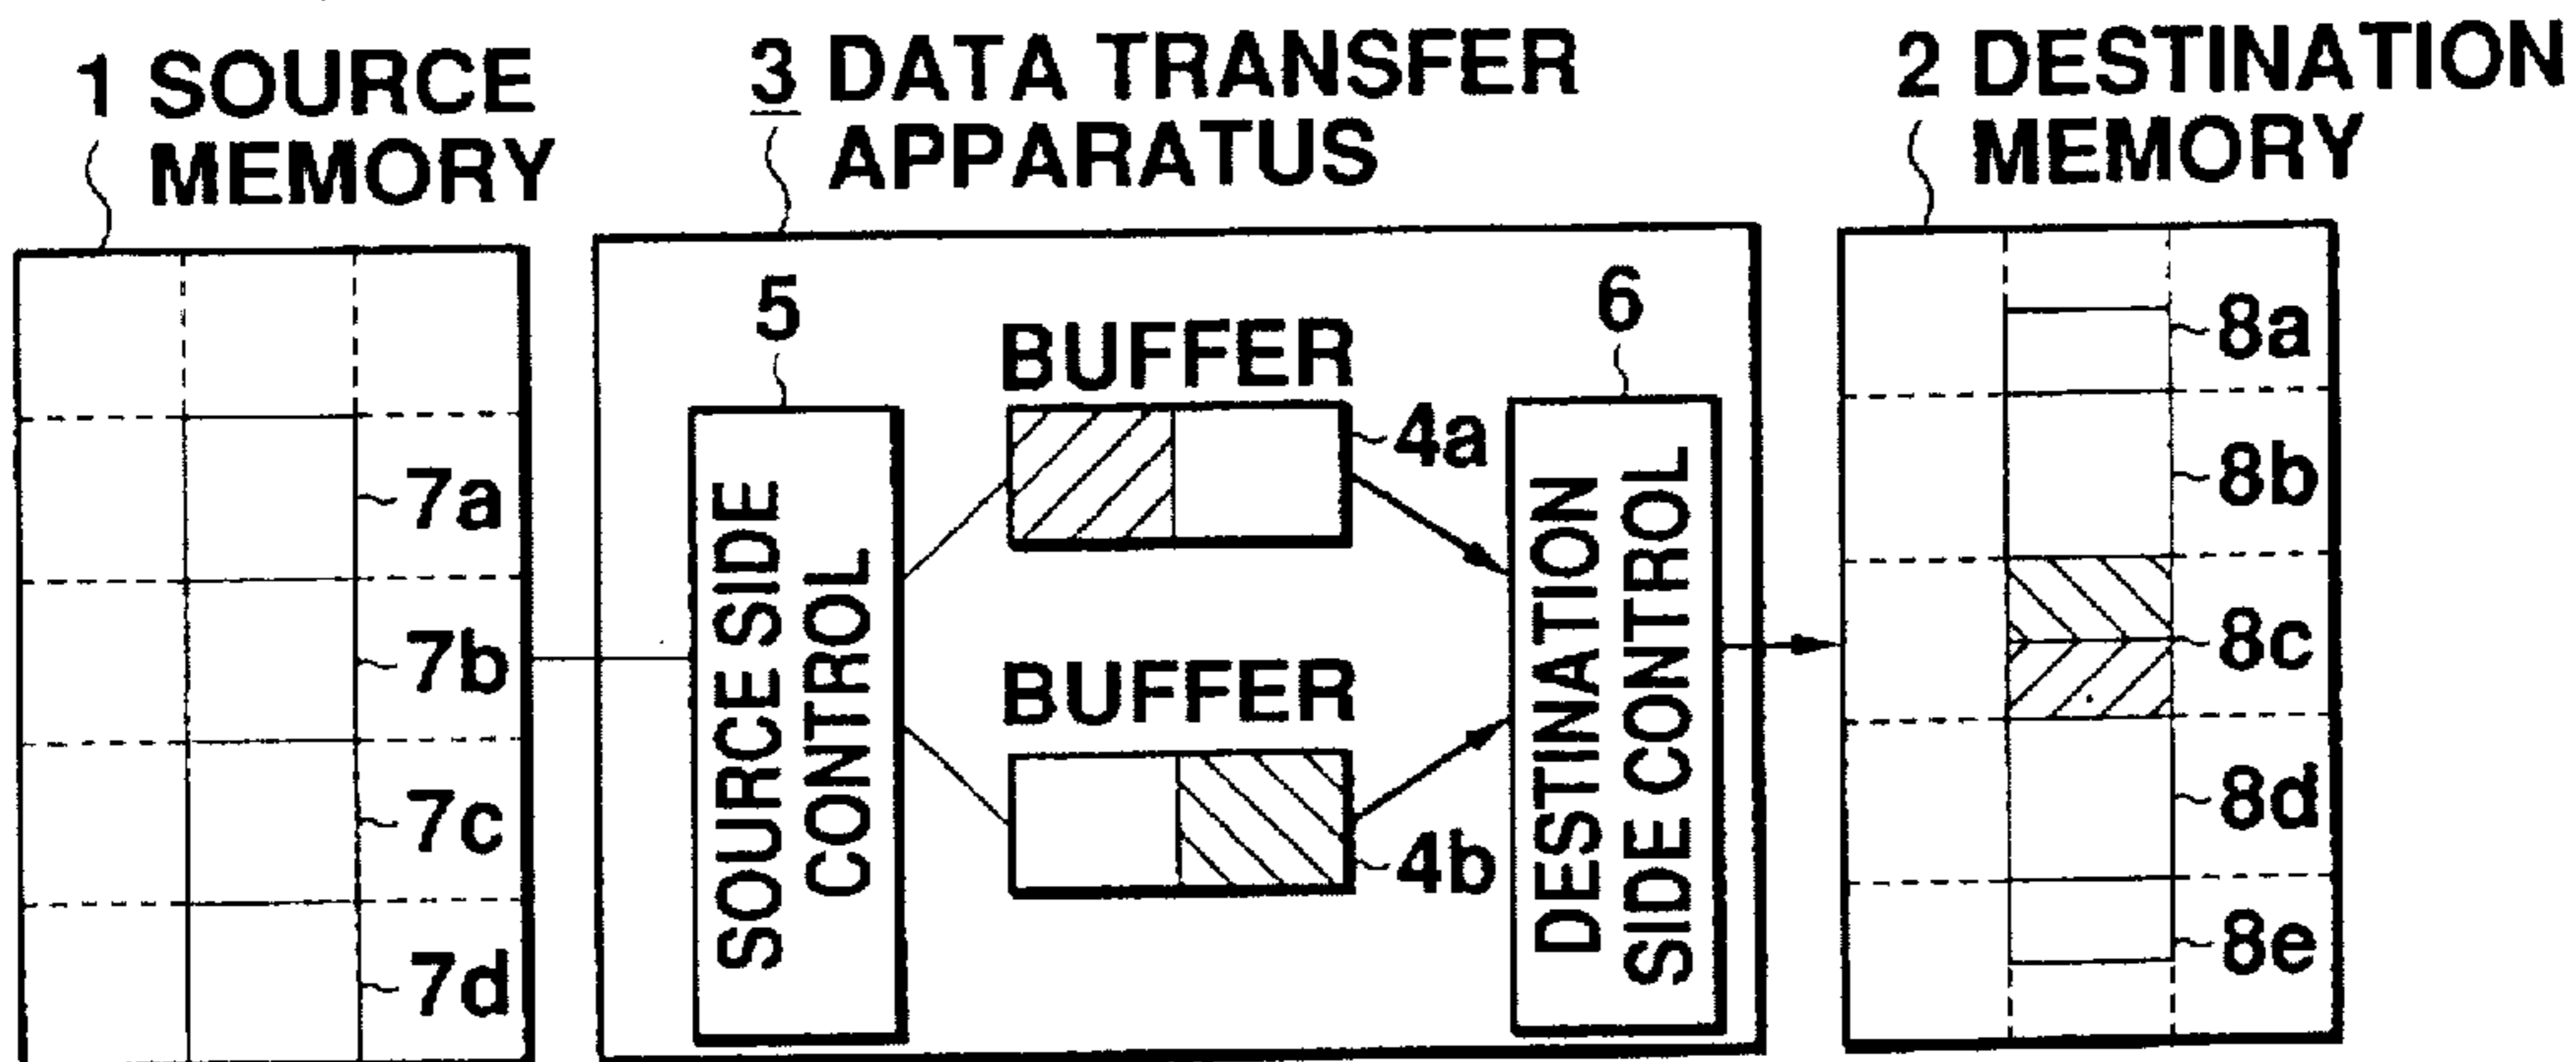 1 SOURCE
MEMORY
3 DATA TRANSFER
APPARATUS
2 DESTINATION
MEMORY
7a
7b
7c
7d
5
SOURCE SIDE
CONTROL
BUFFER
4a
BUFFER
4b
6
DESTINATION
SIDE CONTROL
8a
8b
8c
8d
8e